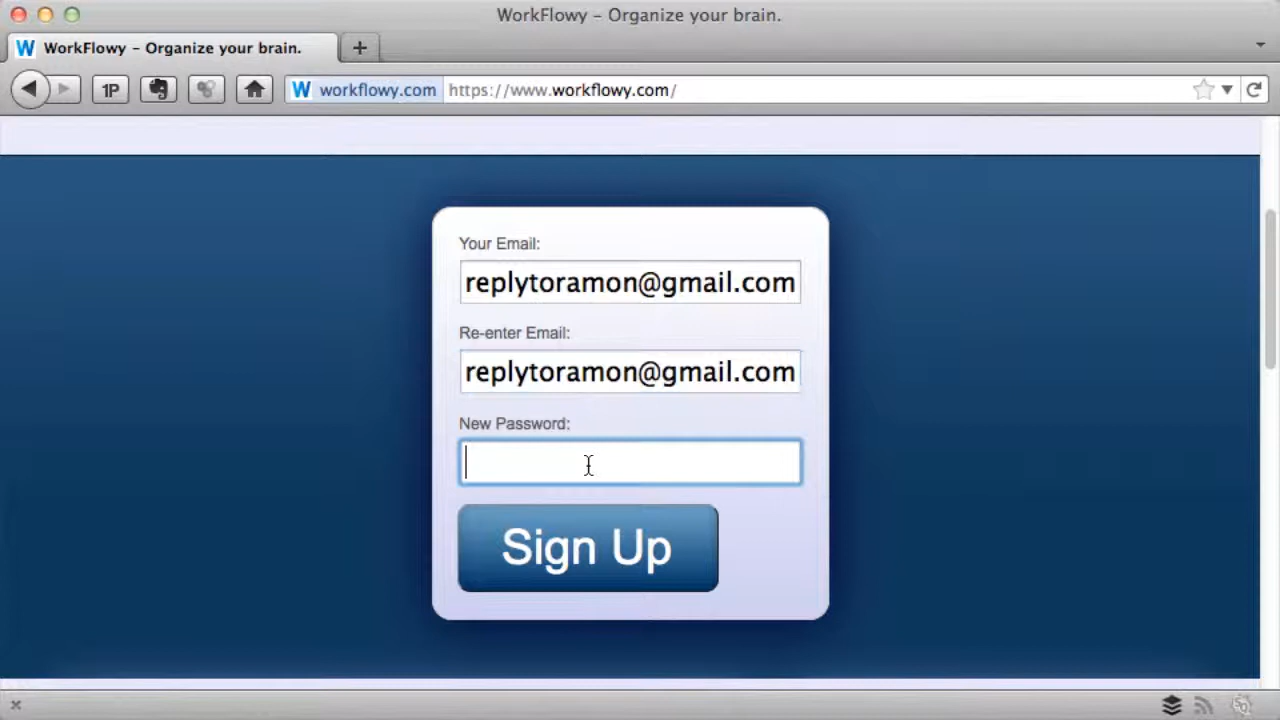 WorkFlowy – Organize your brain.
W WorkFlowy – Organize your brain.
1P W workflowy.com https://www.workflowy.com/
Your Email:
replytoramon@gmail.com
Re-enter Email:
replytoramon@gmail.com
New Password:
Sign Up